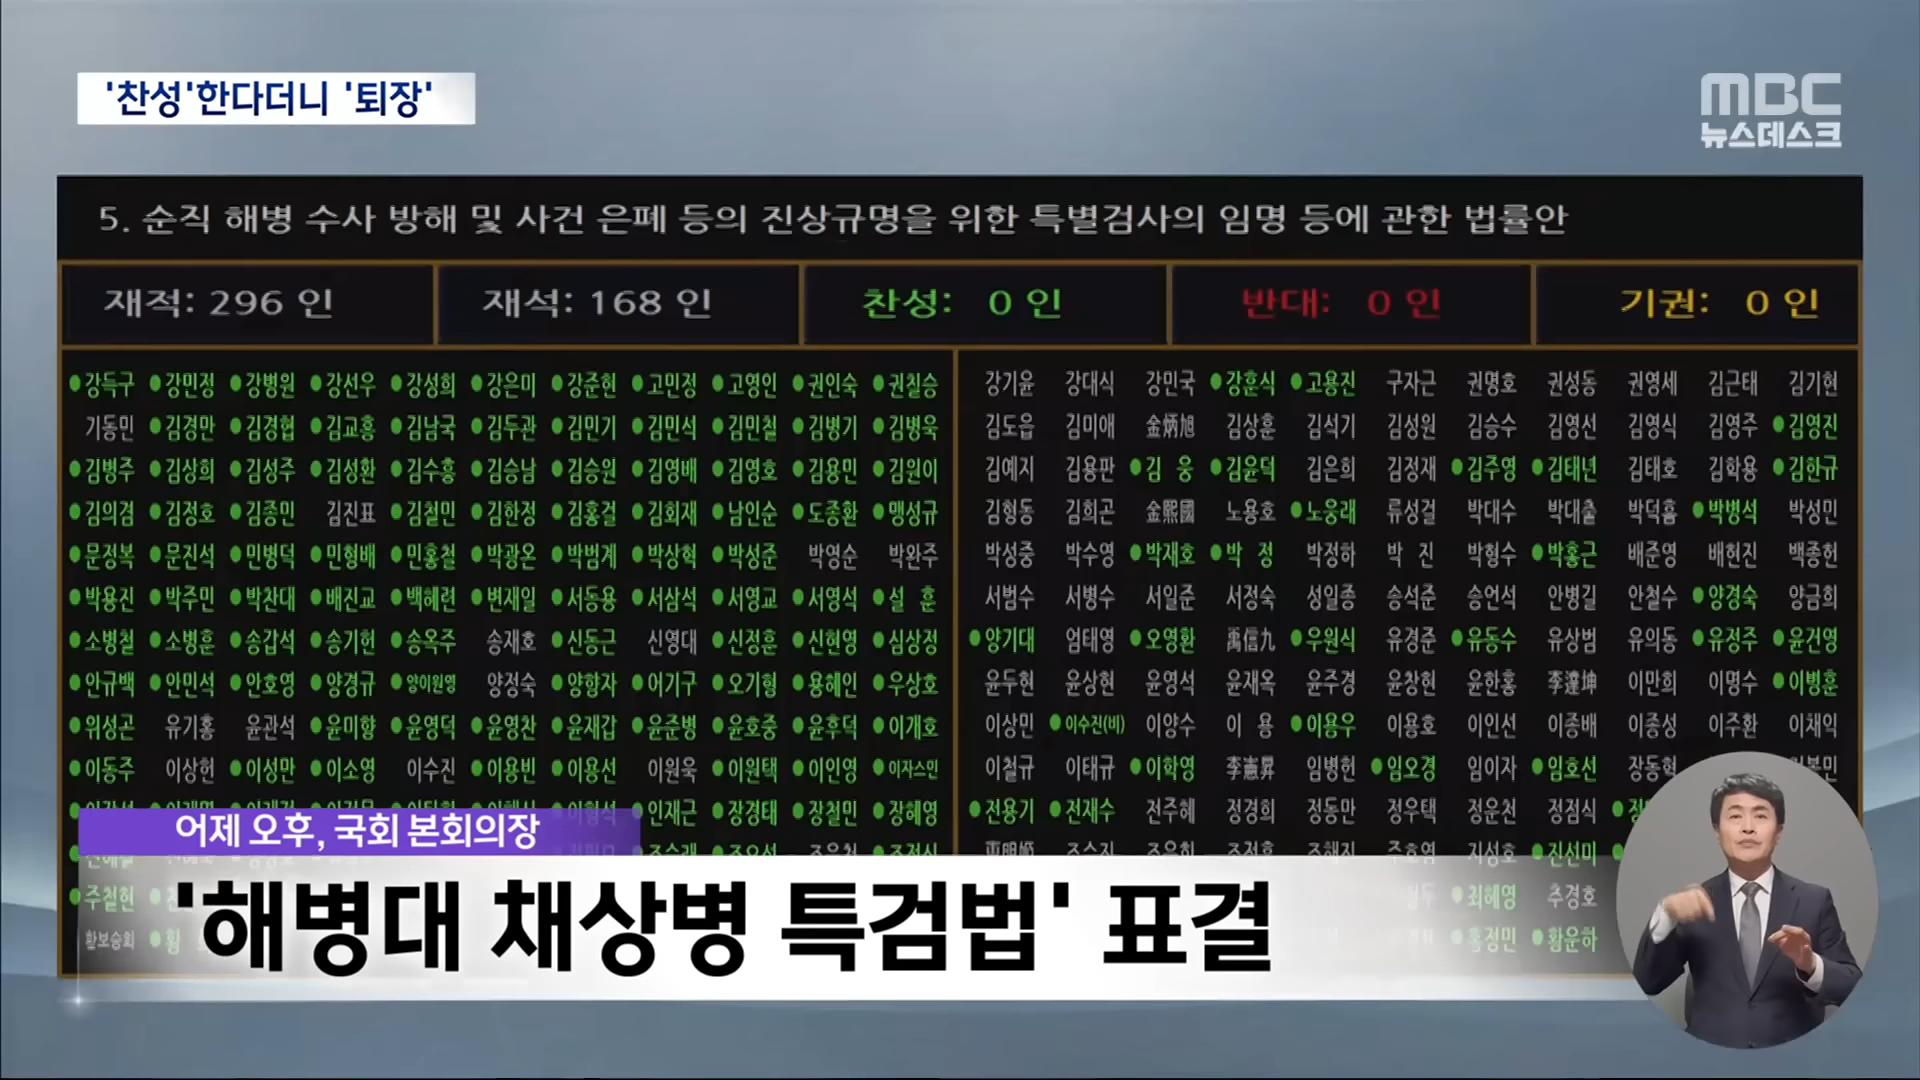 '찬성'한다더니 '퇴장'
MBC
뉴스데스크
5. 순직 해병 수사 방해 및 사건 은폐 등의 진상규명을 위한 특별검사의 임명 등에 관한 법률안
재적: 296 인 재석: 168 인 찬성: 0 인 반대: 0 인 기권: 0 인
강득구 강민정 강병원 강선우 강성희 강은미 강준현 고민정 고영인 권인숙 권칠승 강기윤 강대식 강민국 강훈식 고용진 구자근 권명호 권성동 권영세 김근태 김기현
기동민 김경만 김경협 김교흥 김남국 김두관 김민기 김민석 김민철 김병기 김병욱 김도읍 김미애 金炳旭 김상훈 김석기 김성원 김승수 김영선 김영식 김영주 김영진
김병주 김상희 김성주 김성환 김수흥 김승남 김승원 김영배 김영호 김용민 김원이 김예지 김용판 김 웅 김윤덕 김은희 김정재 김주영 김태년 김태호 김학용 김한규
김의겸 김정호 김종민 김진표 김철민 김한정 김홍걸 김회재 남인순 도종환 맹성규 김형동 김희곤 金熙國 노용호 노웅래 류성걸 박대수 박대출 박덕흠 박병석 박성민
문정복 문진석 민병덕 민형배 민홍철 박광온 박범계 박상혁 박성준 박영순 박완주 박성중 박수영 박재호 박 정 박정하 박 진 박형수 박홍근 배준영 배현진 백종헌
박용진 박주민 박찬대 배진교 백혜련 변재일 서동용 서삼석 서영교 서영석 설 훈 서범수 서병수 서일준 서정숙 성일종 송석준 송언석 안병길 안철수 양경숙 양금희
소병철 소병훈 송갑석 송기헌 송옥주 송재호 신동근 신영대 신정훈 신현영 심상정 양기대 엄태영 오영환 禹信九 우원식 유경준 유동수 유상범 유의동 유정주 윤건영
안규백 안민석 안호영 양경규 양이원영 양정숙 양향자 어기구 오기형 용혜인 우상호 윤두현 윤상현 윤영석 윤재옥 윤주경 윤창현 윤한홍 李達坤 이만희 이명수 이병훈
위성곤 유기홍 윤관석 윤미향 윤영덕 윤영찬 윤재갑 윤준병 윤호중 윤후덕 이개호 이상민 이수진(비) 이양수 이 용 이용우 이용호 이인선 이종배 이종성 이주환 이채익
이동주 이상헌 이성만 이소영 이수진 이용빈 이용선 이원욱 이원택 이인영 이자스민 이철규 이태규 이학영 李憲昇 임병헌 임오경 임이자 임호선 장동혁
인재근 장경태 장철민 장혜영 전용기 전재수 전주혜 정경희 정동만 정우택 정운천 정점식
진선미
주철현 최혜영 추경호
황보승희 황 홍정민 황운하
어제 오후, 국회 본회의장
'해병대 채상병 특검법' 표결